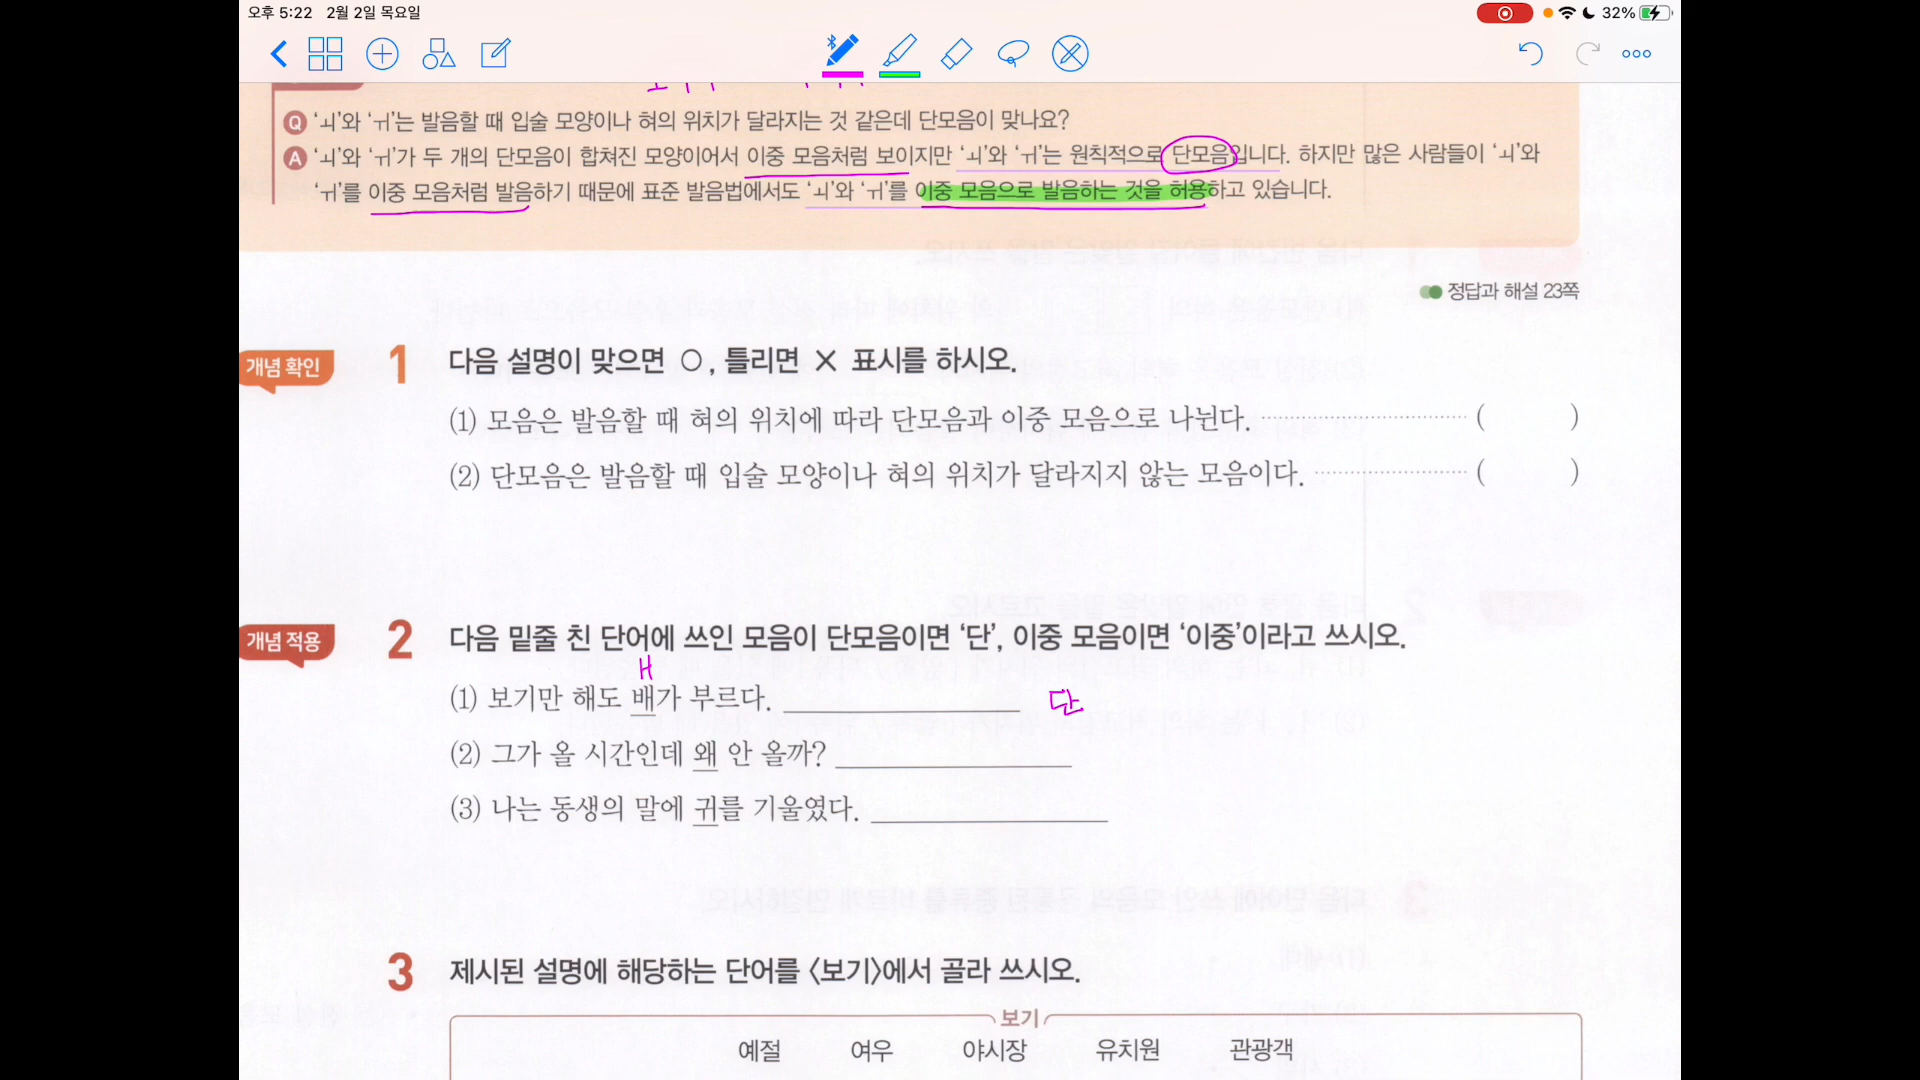 오후 5:22 2월 2일 목요일
32%
Q 'ㅚ'와 'ㅟ'는 발음할 때 입술 모양이나 혀의 위치가 달라지는 것 같은데 단모음이 맞나요?
A 'ㅚ'와 'ㅟ'가 두 개의 단모음이 합쳐진 모양이어서 이중 모음처럼 보이지만 'ㅚ'와 'ㅟ'는 원칙적으로 단모음입니다. 하지만 많은 사람들이 'ㅚ'와
'ㅟ'를 이중 모음처럼 발음하기 때문에 표준 발음법에서도 'ㅚ'와 'ㅟ'를 이중 모음으로 발음하는 것을 허용하고 있습니다.
정답과 해설 23쪽
개념 확인 1 다음 설명이 맞으면 ○, 틀리면 × 표시를 하시오.
(1) 모음은 발음할 때 혀의 위치에 따라 단모음과 이중 모음으로 나뉜다. ( )
(2) 단모음은 발음할 때 입술 모양이나 혀의 위치가 달라지지 않는 모음이다. ( )
개념 적용 2 다음 밑줄 친 단어에 쓰인 모음이 단모음이면 '단', 이중 모음이면 '이중'이라고 쓰시오.
ㅐ
(1) 보기만 해도 배가 부르다. 단
(2) 그가 올 시간인데 왜 안 올까?
(3) 나는 동생의 말에 귀를 기울였다.
3 제시된 설명에 해당하는 단어를 <보기>에서 골라 쓰시오.
보기
예절 여우 야시장 유치원 관광객